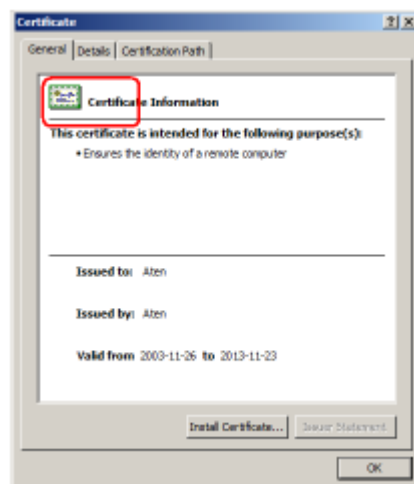 Certificate
General Details Certification Path
Certificate Information
This certificate is intended for the following purpose(s):
• Ensures the identity of a remote computer
Issued to: Aten
Issued by: Aten
Valid from 2003-11-26 to 2013-11-23
Install Certificate... Issuer Statement
OK